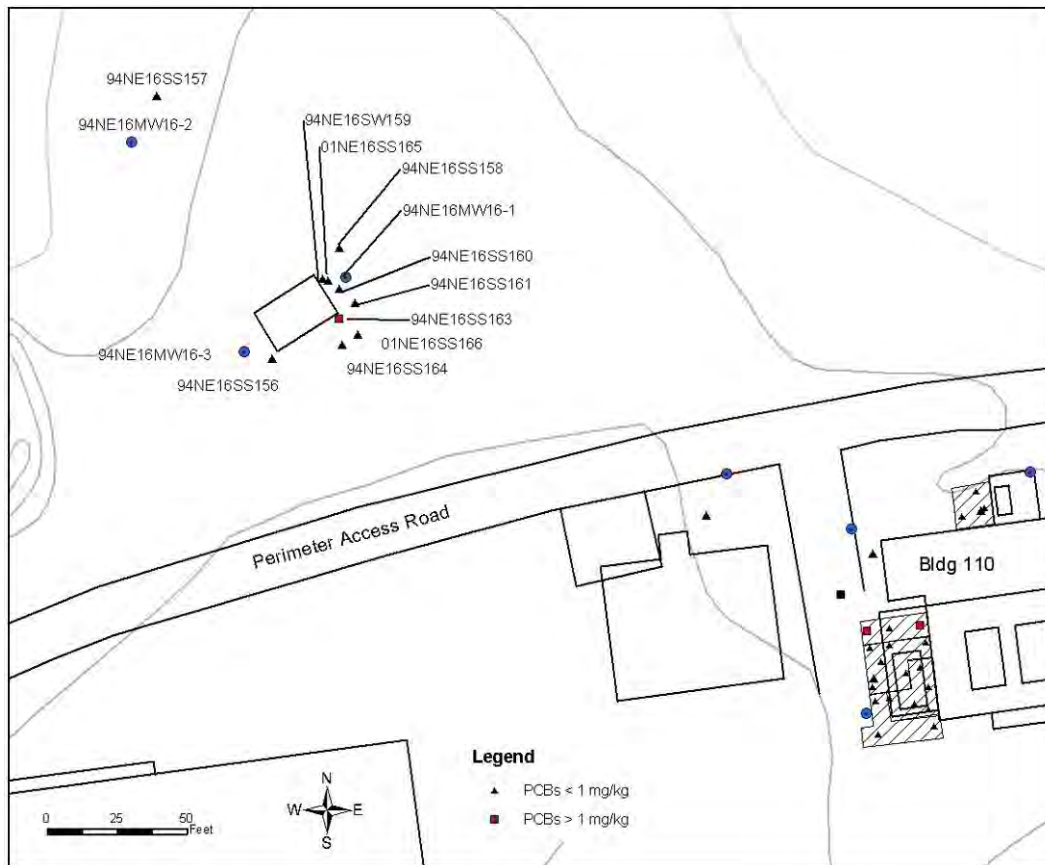 94NE16SS157
94NE16MW16-2
94NE16SW159
01NE16SS165
94NE16SS158
94NE16MW16-1
94NE16SS160
94NE16SS161
94NE16SS163
01NE16SS166
94NE16SS164
94NE16MW16-3
94NE16SS156
Perimeter Access Road
Bldg 110
Legend
PCBs < 1 mg/kg
PCBs > 1 mg/kg
N
W E
S
0 25 50
Feet